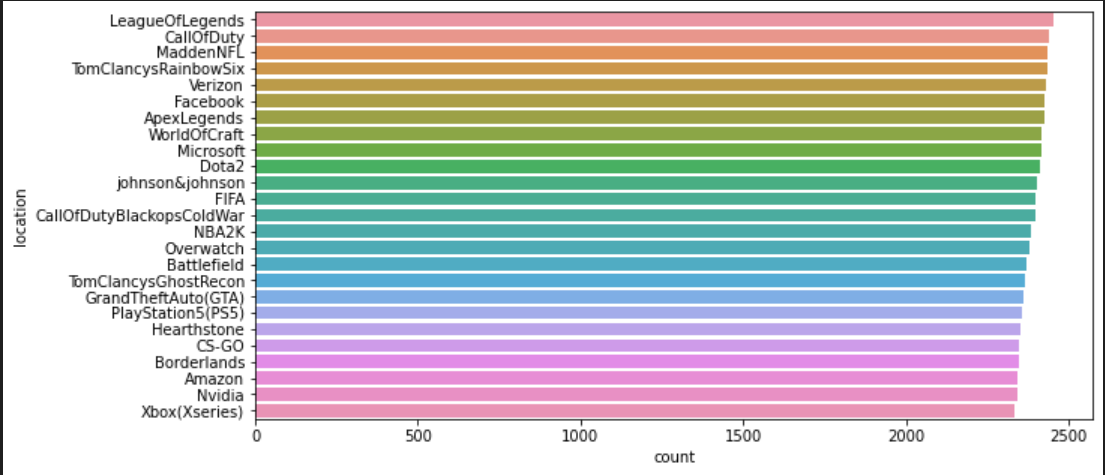 LeagueOfLegends
CallOfDuty
MaddenNFL
TomClancysRainbowSix
Verizon
Facebook
ApexLegends
WorldOfCraft
Microsoft
Dota2
johnson&johnson
FIFA
CallOfDutyBlackopsColdWar
NBA2K
Overwatch
Battlefield
TomClancysGhostRecon
GrandTheftAuto(GTA)
PlayStation5(PS5)
Hearthstone
CS-GO
Borderlands
Amazon
Nvidia
Xbox(Xseries)
location
0 500 1000 1500 2000 2500
count